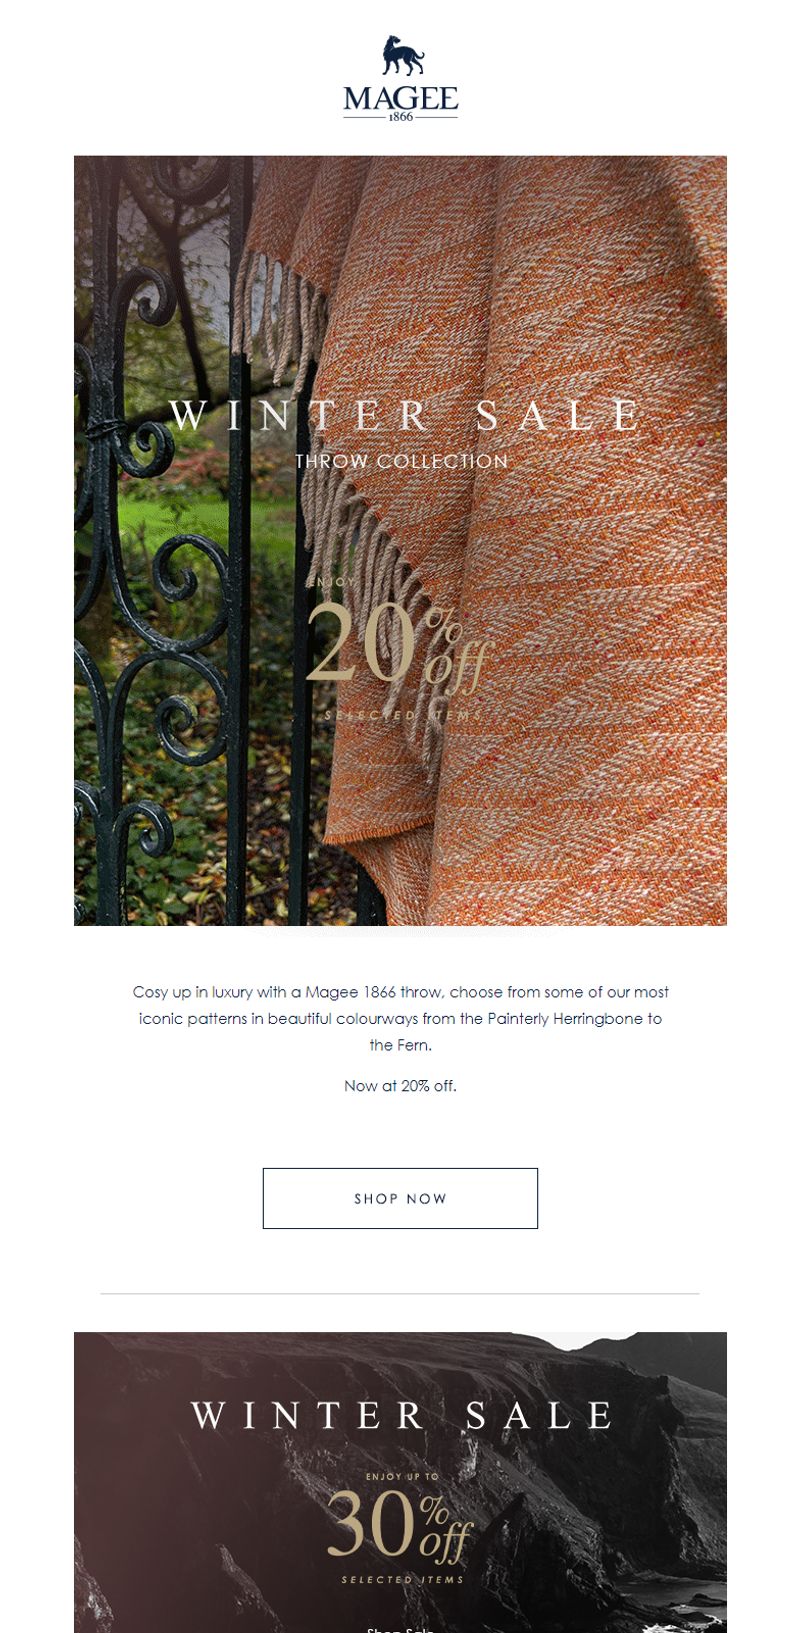 MAGEE
1866
WINTER SALE
THROW COLLECTION
ENJOY
20% off
SELECTED ITEMS
Cosy up in luxury with a Magee 1866 throw, choose from some of our most
iconic patterns in beautiful colourways from the Painterly Herringbone to
the Fern.
Now at 20% off.
SHOP NOW
WINTER SALE
ENJOY UP TO
30% off
SELECTED ITEMS
Shop Sale